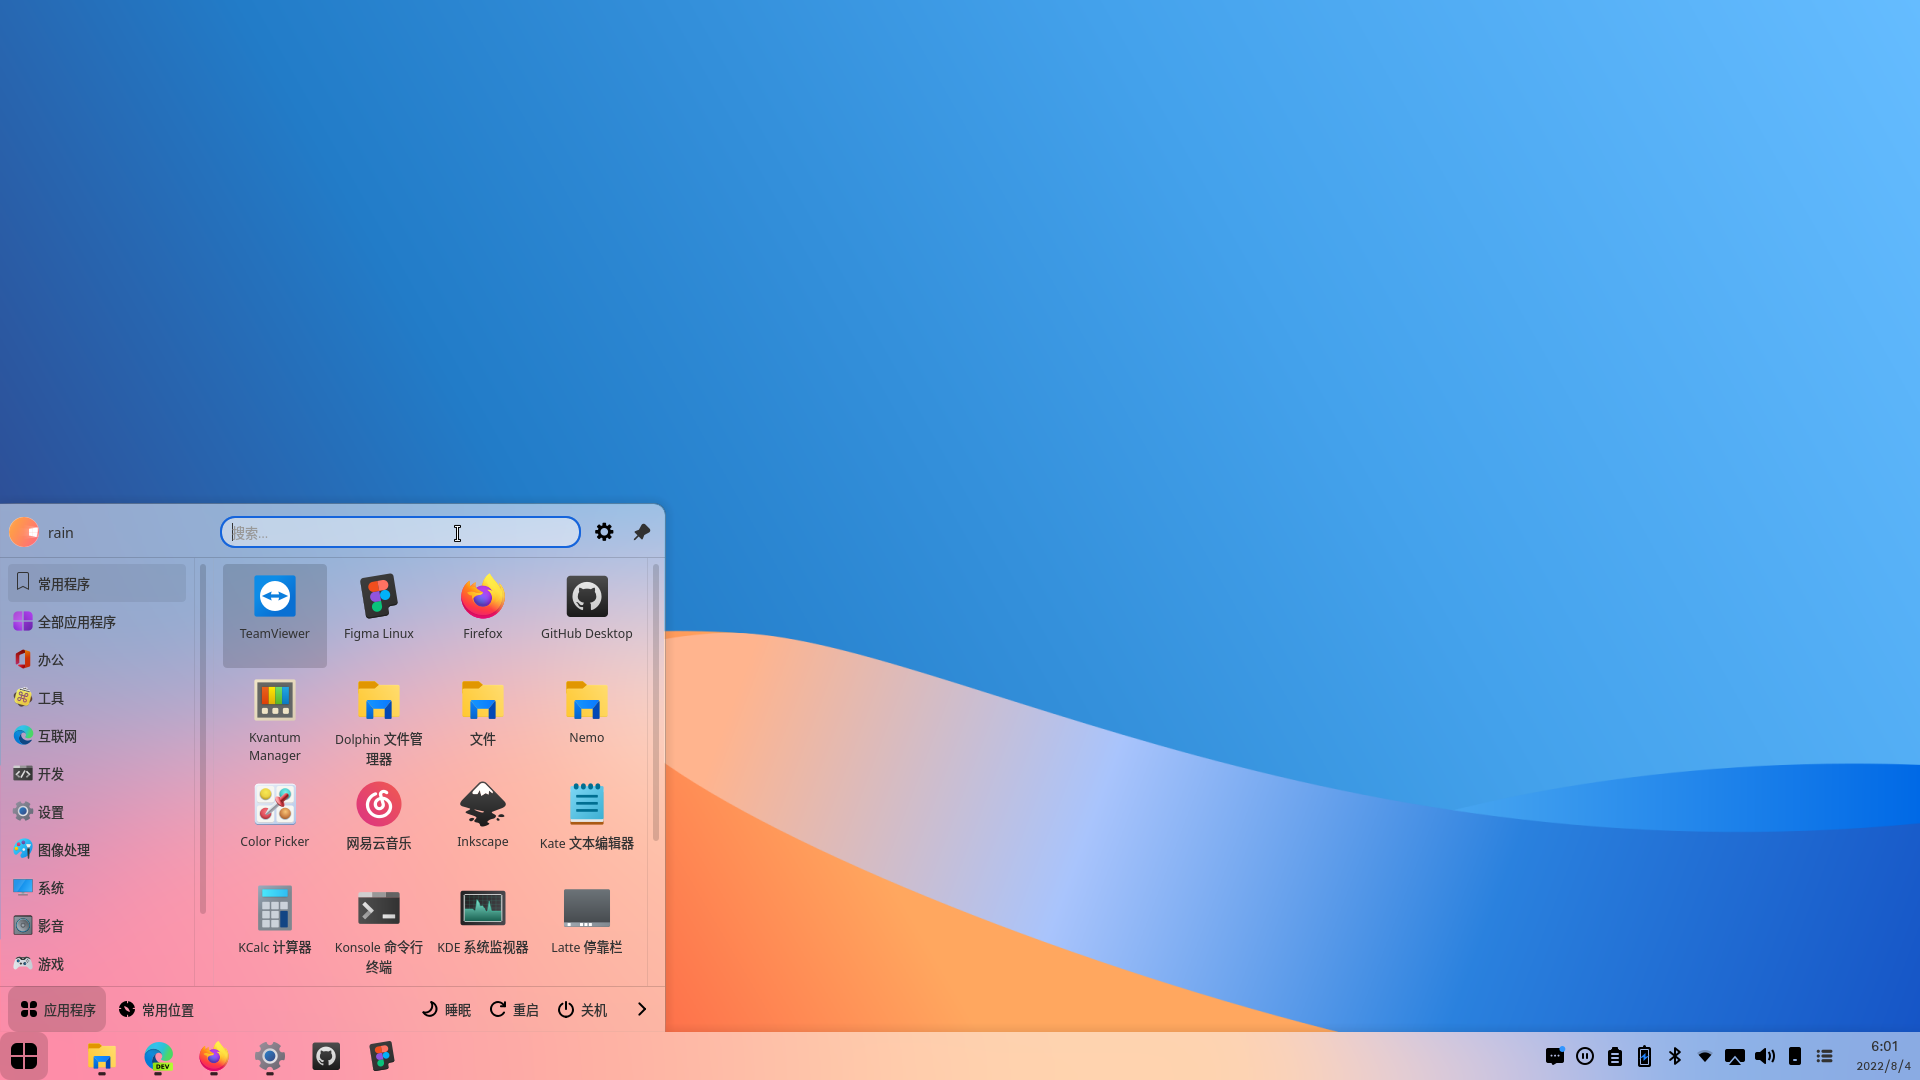 rain
搜索...
常用程序
全部应用程序
办公
工具
互联网
开发
设置
图像处理
系统
影音
游戏
TeamViewer
Figma Linux
Firefox
GitHub Desktop
Kvantum
Manager
Dolphin 文件管
理器
文件
Nemo
Color Picker
网易云音乐
Inkscape
Kate 文本编辑器
KCalc 计算器
Konsole 命令行
终端
KDE 系统监视器
Latte 停靠栏
应用程序
常用位置
睡眠
重启
关机
DEV
6:01
2022/8/4